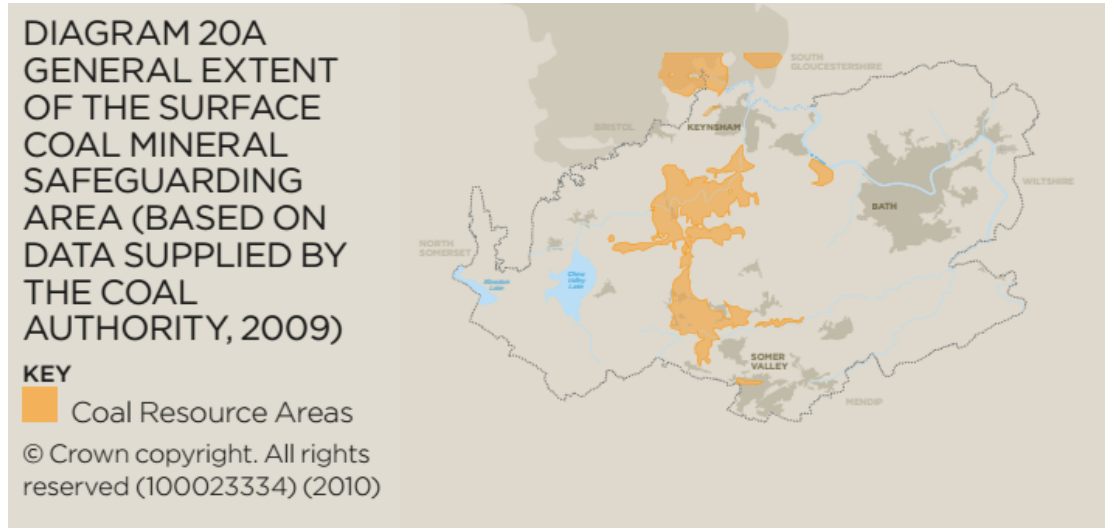 DIAGRAM 20A
GENERAL EXTENT
OF THE SURFACE
COAL MINERAL
SAFEGUARDING
AREA (BASED ON
DATA SUPPLIED BY
THE COAL
AUTHORITY, 2009)
KEY
Coal Resource Areas
© Crown copyright. All rights
reserved (100023334) (2010)
SOUTH
GLOUCESTERSHIRE
BRISTOL
KEYNSHAM
WILTSHIRE
BATH
NORTH
SOMERSET
Chew
Valley
Lake
Blagdon
Lake
SOMER
VALLEY
MENDIP